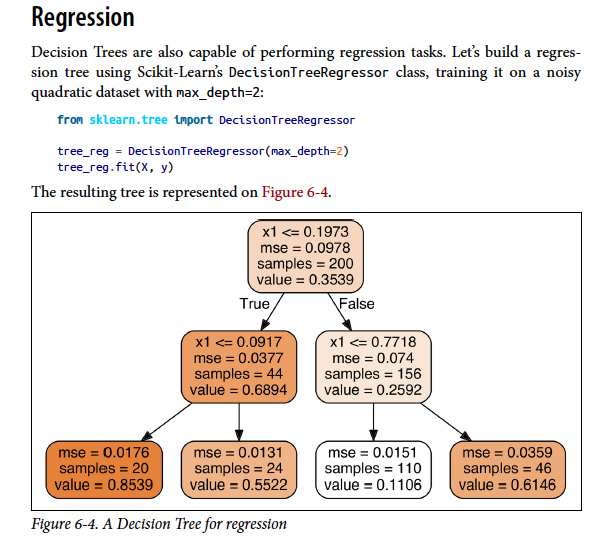 Regression
Decision Trees are also capable of performing regression tasks. Let's build a regres-
sion tree using Scikit-Learn's DecisionTreeRegressor class, training it on a noisy
quadratic dataset with max_depth=2:
from sklearn.tree import DecisionTreeRegressor
tree_reg = DecisionTreeRegressor(max_depth=2)
tree_reg.fit(X, y)
The resulting tree is represented on Figure 6-4.
x1 <= 0.1973
mse = 0.0978
samples = 200
value = 0.3539
True
False
x1 <= 0.0917
mse = 0.0377
samples = 44
value = 0.6894
x1 <= 0.7718
mse = 0.074
samples = 156
value = 0.2592
mse = 0.0176
samples = 20
value = 0.8539
mse = 0.0131
samples = 24
value = 0.5522
mse = 0.0151
samples = 110
value = 0.1106
mse = 0.0359
samples = 46
value = 0.6146
Figure 6-4. A Decision Tree for regression